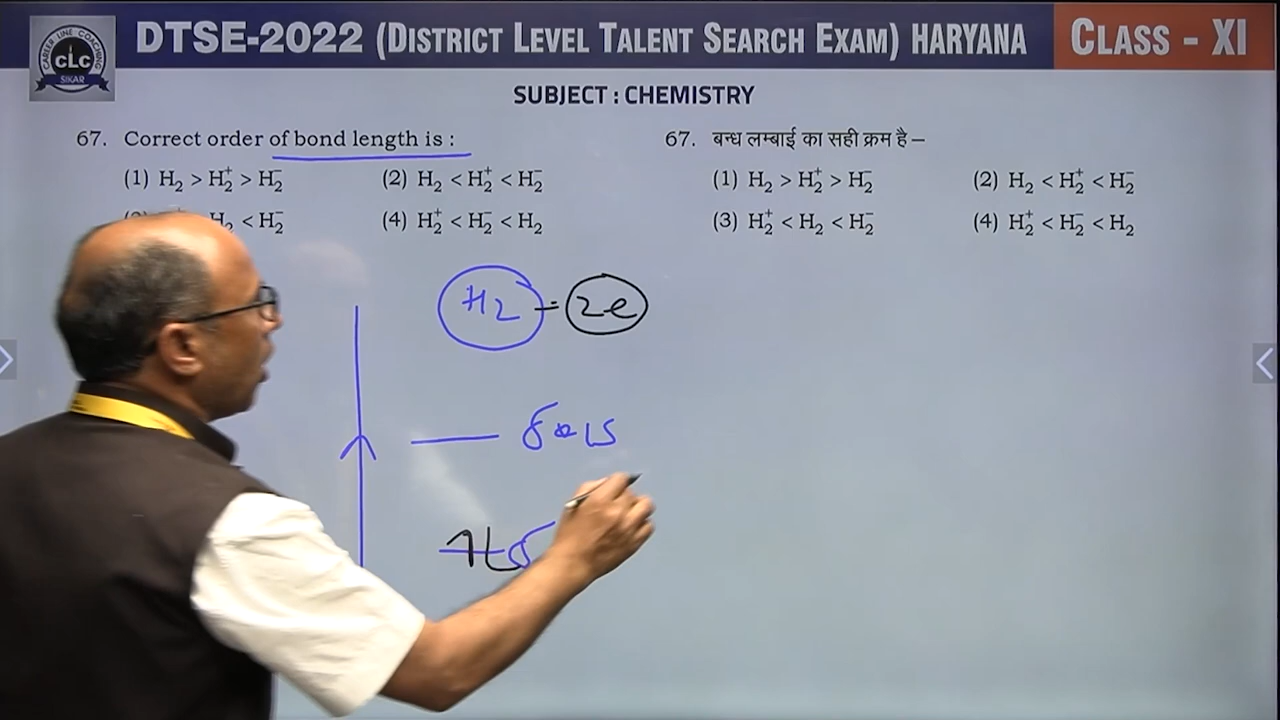 CAREER LINE COACHING
CLC
SIKAR
DTSE-2022 (DISTRICT LEVEL TALENT SEARCH EXAM) HARYANA
CLASS - XI
SUBJECT : CHEMISTRY
67. Correct order of bond length is :
(1) H₂ > H₂⁺ > H₂⁻ (2) H₂ < H₂⁺ < H₂⁻
H₂ < H₂⁻ (4) H₂⁺ < H₂⁻ < H₂
67. बन्ध लम्बाई का सही क्रम है –
(1) H₂ > H₂⁺ > H₂⁻ (2) H₂ < H₂⁺ < H₂⁻
(3) H₂⁺ < H₂ < H₂⁻ (4) H₂⁺ < H₂⁻ < H₂
H2 = 2e
σ*1s
σ